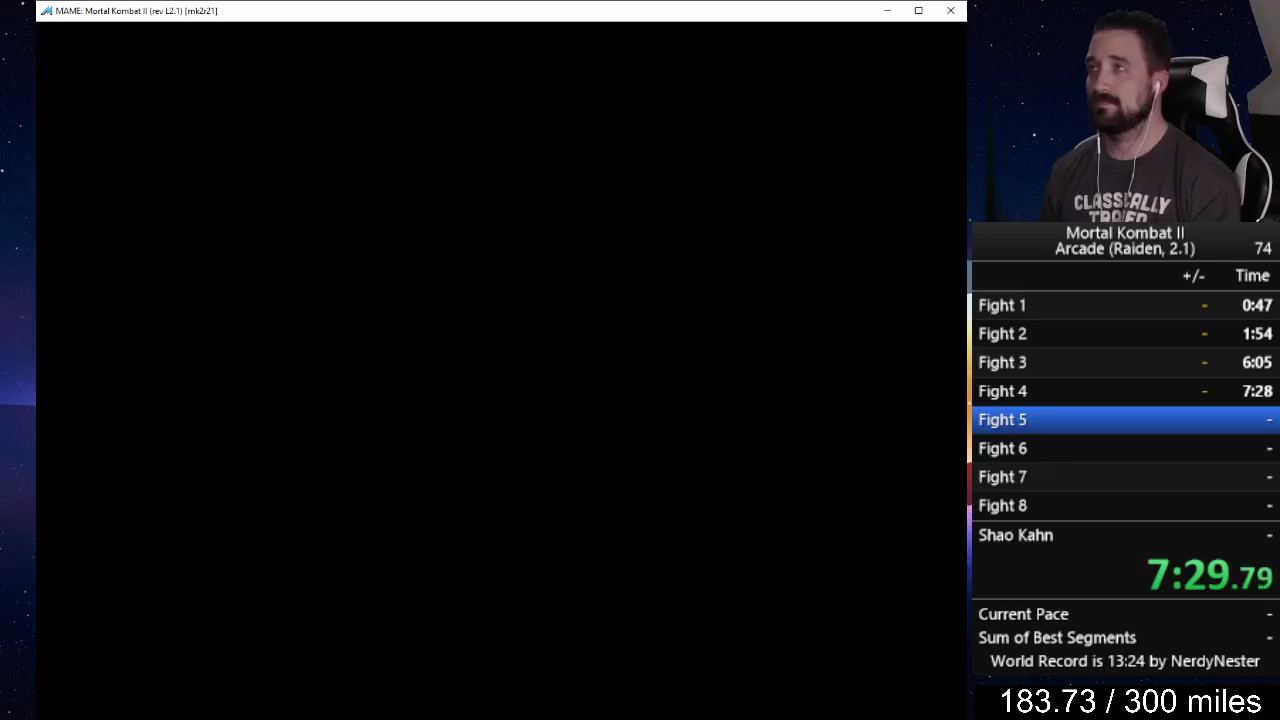 MAME: Mortal Kombat II (rev L2.1) [mk2r21]
CLASSICALLY
TRAINED
Mortal Kombat II
Arcade (Raiden, 2.1) 74
+/- Time
Fight 1 - 0:47
Fight 2 - 1:54
Fight 3 - 6:05
Fight 4 - 7:28
Fight 5 -
Fight 6 -
Fight 7 -
Fight 8 -
Shao Kahn -
7:29.79
Current Pace -
Sum of Best Segments -
World Record is 13:24 by NerdyNester
183.73 / 300 miles